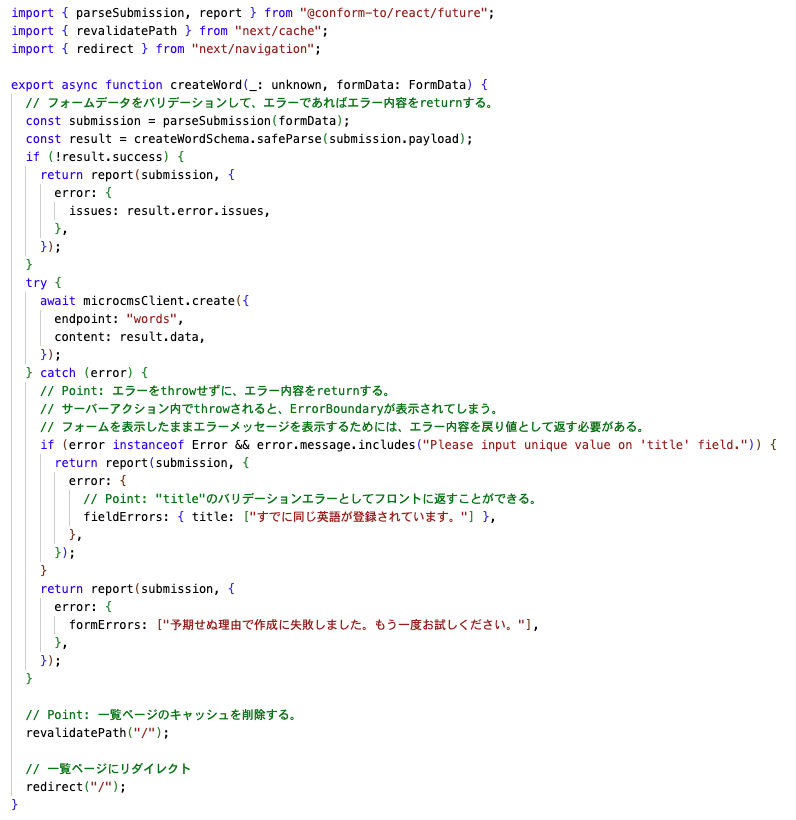 import { parseSubmission, report } from "@conform-to/react/future";
import { revalidatePath } from "next/cache";
import { redirect } from "next/navigation";

export async function createWord(_: unknown, formData: FormData) {
  // フォームデータをバリデーションして、エラーであればエラー内容をreturnする。
  const submission = parseSubmission(formData);
  const result = createWordSchema.safeParse(submission.payload);
  if (!result.success) {
    return report(submission, {
      error: {
        issues: result.error.issues,
      },
    });
  }
  try {
    await microcmsClient.create({
      endpoint: "words",
      content: result.data,
    });
  } catch (error) {
    // Point: エラーをthrowせずに、エラー内容をreturnする。
    // サーバーアクション内でthrowされると、ErrorBoundaryが表示されてしまう。
    // フォームを表示したままエラーメッセージを表示するためには、エラー内容を戻り値として返す必要がある。
    if (error instanceof Error && error.message.includes("Please input unique value on 'title' field.")) {
      return report(submission, {
        error: {
          // Point: "title"のバリデーションエラーとしてフロントに返すことができる。
          fieldErrors: { title: ["すでに同じ英語が登録されています。"] },
        },
      });
    }
    return report(submission, {
      error: {
        formErrors: ["予期せぬ理由で作成に失敗しました。もう一度お試しください。"],
      },
    });
  }

  // Point: 一覧ページのキャッシュを削除する。
  revalidatePath("/");

  // 一覧ページにリダイレクト
  redirect("/");
}